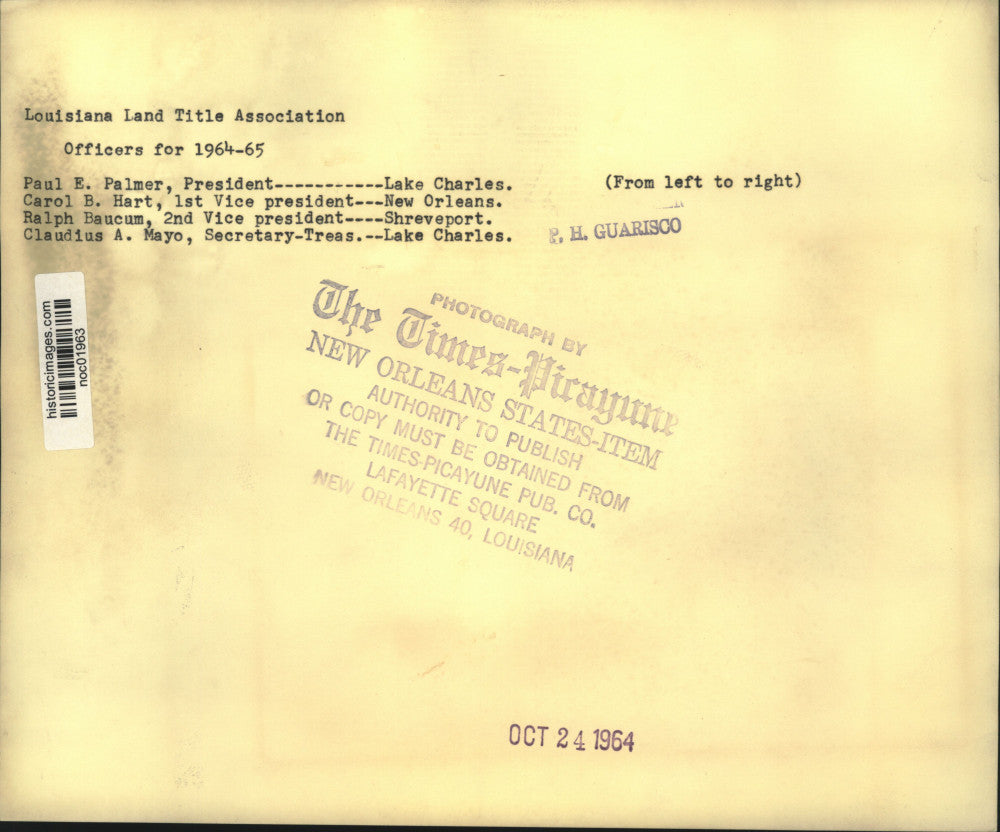 Louisiana Land Title Association
Officers for 1964-65
Paul E. Palmer, President-----------Lake Charles. (From left to right)
Carol B. Hart, 1st Vice president---New Orleans.
Ralph Baucum, 2nd Vice president----Shreveport.
Claudius A. Mayo, Secretary-Treas.--Lake Charles.
P. H. GUARISCO
historicimages.com
noc01963
PHOTOGRAPH BY
The Times-Picayune
NEW ORLEANS STATES-ITEM
AUTHORITY TO PUBLISH
OR COPY MUST BE OBTAINED FROM
THE TIMES-PICAYUNE PUB. CO.
LAFAYETTE SQUARE
NEW ORLEANS 40, LOUISIANA
OCT 24 1964